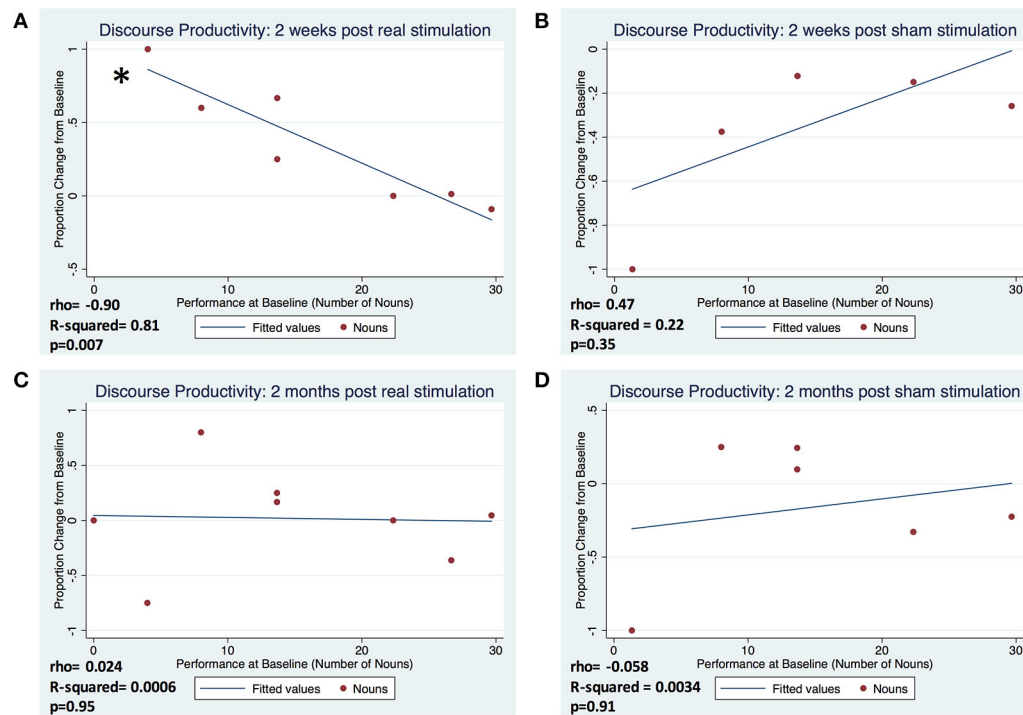 A
Discourse Productivity: 2 weeks post real stimulation
Proportion Change from Baseline
1
.5
0
-.5
*
0 10 20 30
Performance at Baseline (Number of Nouns)
rho= -0.90
R-squared= 0.81
p=0.007
Fitted values Nouns
B
Discourse Productivity: 2 weeks post sham stimulation
Proportion Change from Baseline
0
-.2
-.4
-.6
-.8
-1
0 10 20 30
Performance at Baseline (Number of Nouns)
rho= 0.47
R-squared = 0.22
p=0.35
Fitted values Nouns
C
Discourse Productivity: 2 months post real stimulation
Proportion Change from Baseline
1
.5
0
-.5
-1
0 10 20 30
Performance at Baseline (Number of Nouns)
rho= 0.024
R-squared= 0.0006
p=0.95
Fitted values Nouns
D
Discourse Productivity: 2 months post sham stimulation
Proportion Change from Baseline
.5
0
-.5
-1
0 10 20 30
Performance at Baseline (Number of Nouns)
rho= -0.058
R-squared = 0.0034
p=0.91
Fitted values Nouns